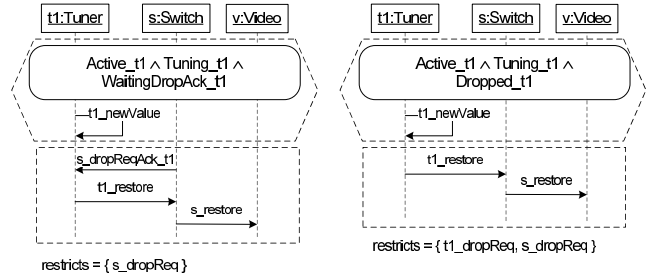 t1:Tuner s:Switch v:Video
Active_t1 ∧ Tuning_t1 ∧
WaitingDropAck_t1
t1_newValue
s_dropReqAck_t1
t1_restore
s_restore
restricts = { s_dropReq }
t1:Tuner s:Switch v:Video
Active_t1 ∧ Tuning_t1 ∧
Dropped_t1
t1_newValue
t1_restore
s_restore
restricts = { t1_dropReq, s_dropReq }